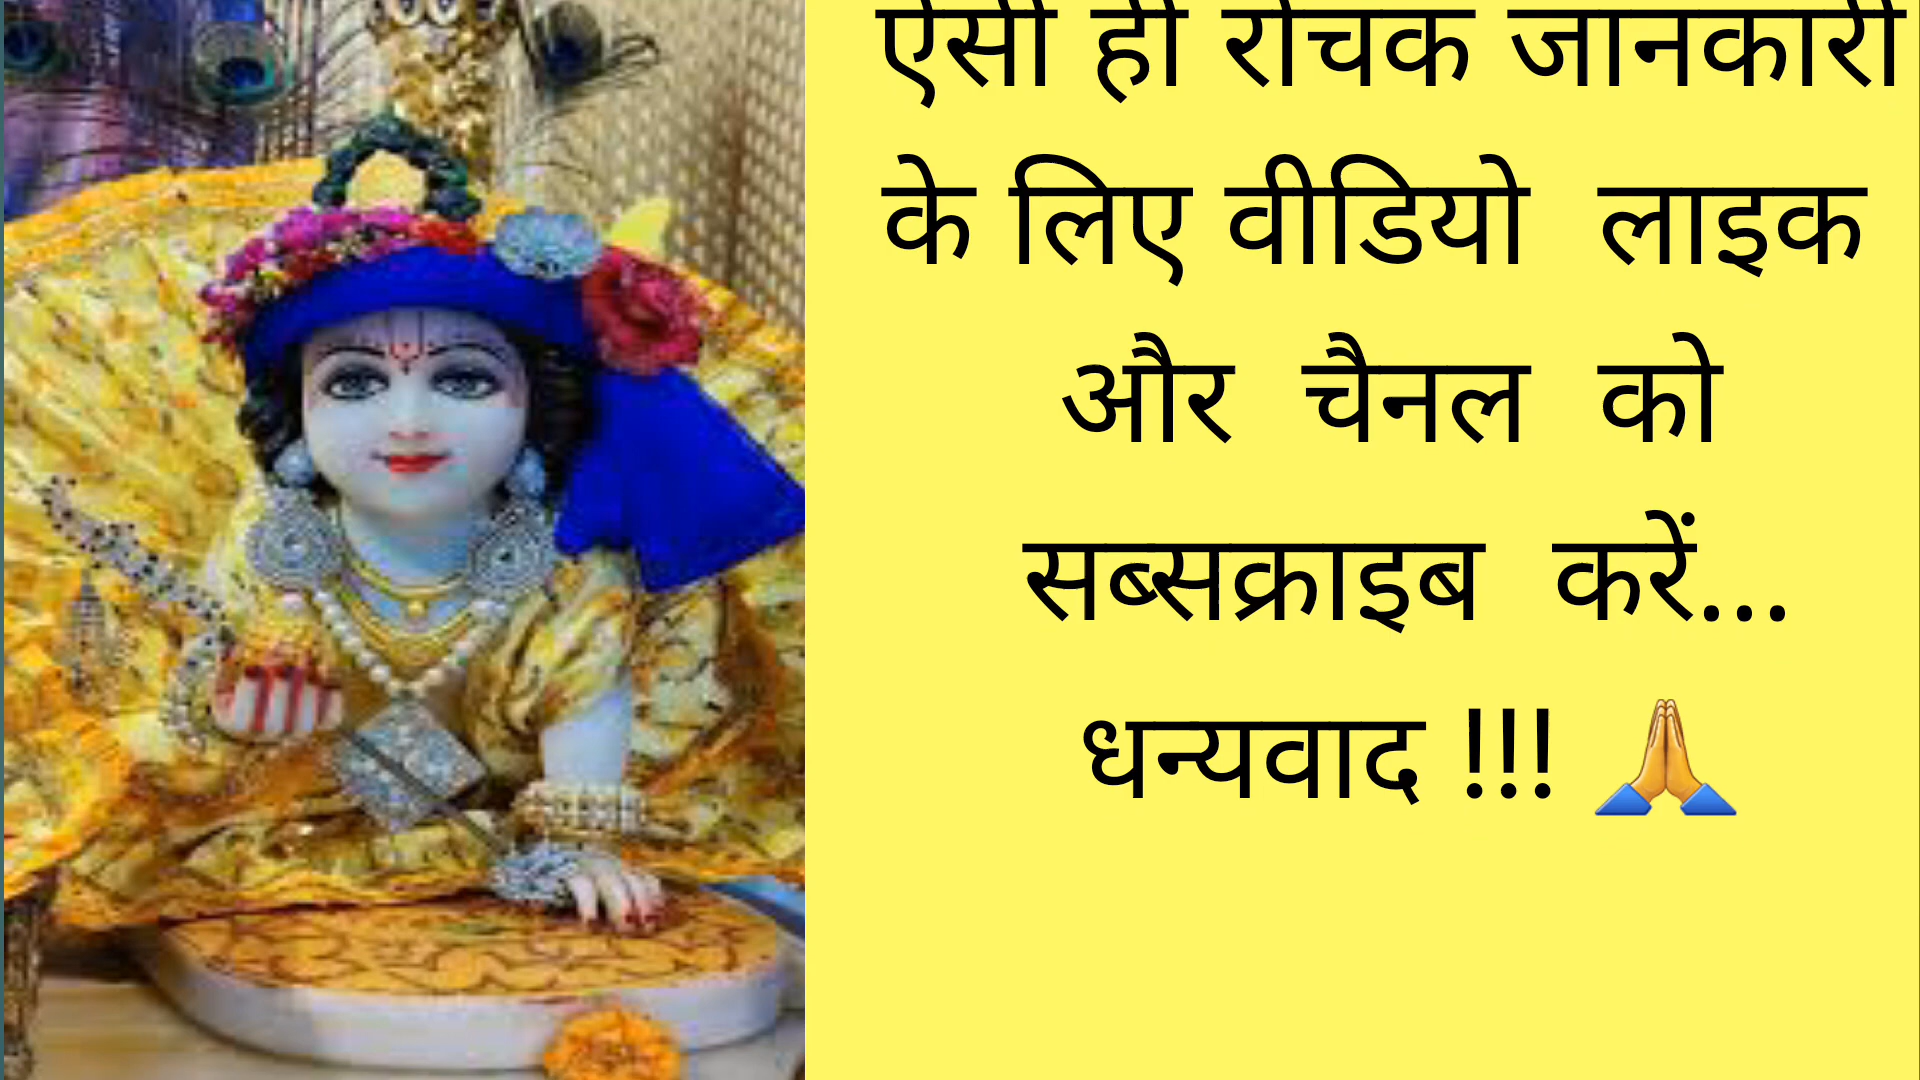 ऐसी ही रोचक जानकारी
के लिए वीडियो लाइक
और चैनल को
सब्सक्राइब करें...
धन्यवाद !!! 🙏